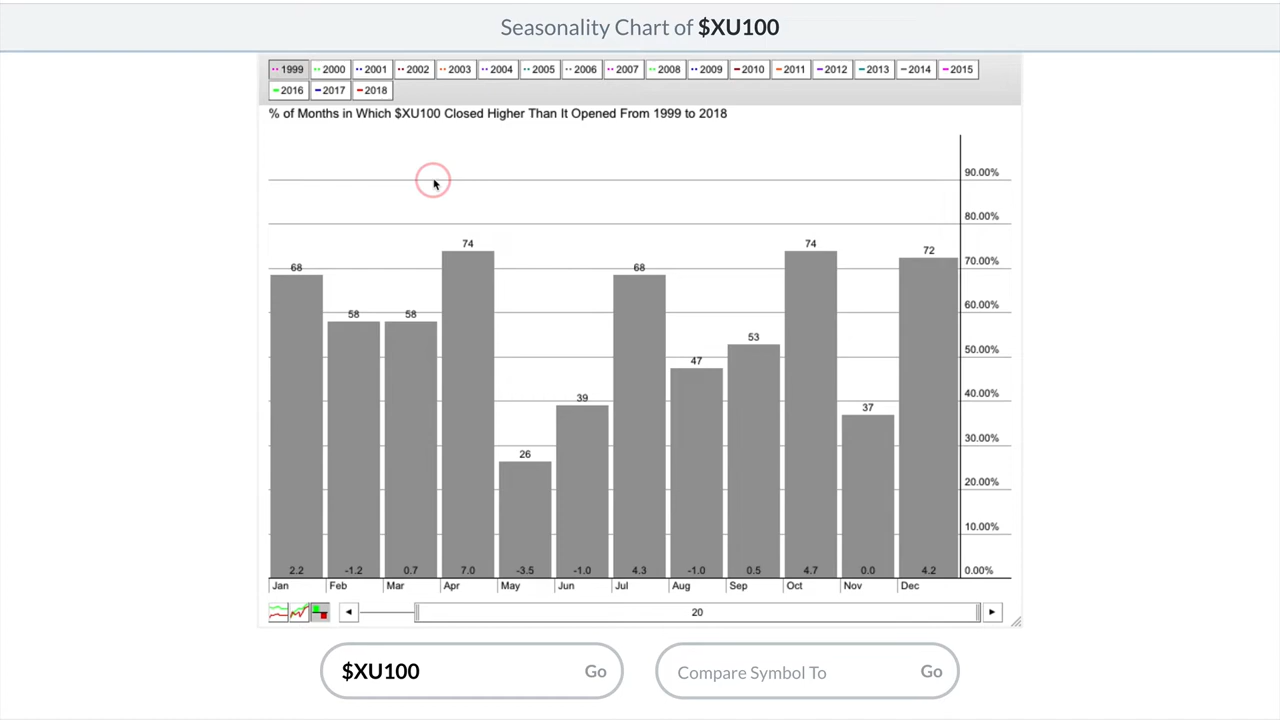 Seasonality Chart of $XU100
1999 2000 2001 2002 2003 2004 2005 2006 2007 2008 2009 2010 2011 2012 2013 2014 2015
2016 2017 2018
% of Months in Which $XU100 Closed Higher Than It Opened From 1999 to 2018
90.00%
80.00%
74 74
72
70.00%
68 68
60.00%
58 58
53
50.00%
47
40.00%
39
37
30.00%
26
20.00%
10.00%
2.2 -1.2 0.7 7.0 -3.5 -1.0 4.3 -1.0 0.5 4.7 0.0 4.2 0.00%
Jan Feb Mar Apr May Jun Jul Aug Sep Oct Nov Dec
20
$XU100 Go Compare Symbol To Go